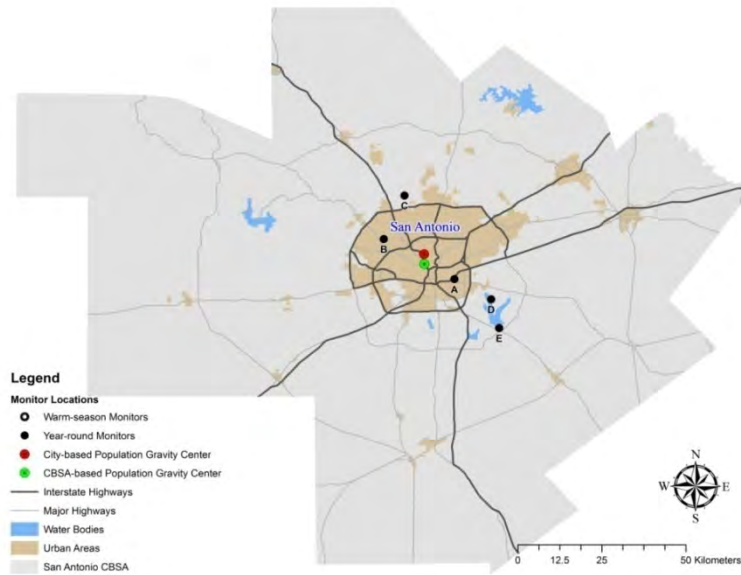 C
San Antonio
B
A
D
E
Legend
Monitor Locations
Warm-season Monitors
Year-round Monitors
City-based Population Gravity Center
CBSA-based Population Gravity Center
Interstate Highways
Major Highways
Water Bodies
Urban Areas
San Antonio CBSA
N
W E
S
0 12.5 25 50 Kilometers